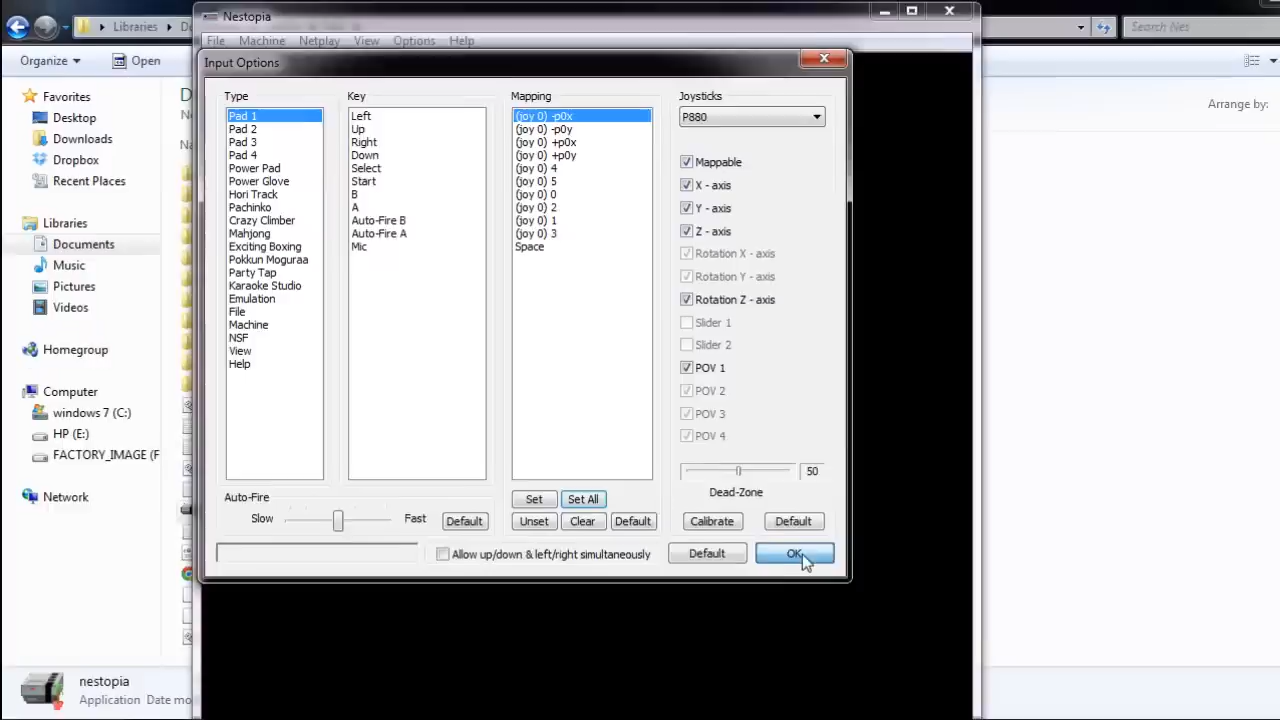 Nestopia
Libraries
Search Nes
File Machine Netplay View Options Help
Organize Open
Input Options
Arrange by:
Favorites
Desktop
Downloads
Dropbox
Recent Places
Libraries
Documents
Music
Pictures
Videos
Homegroup
Computer
windows 7 (C:)
HP (E:)
FACTORY_IMAGE (F
Network
Type
Pad 1
Pad 2
Pad 3
Pad 4
Power Pad
Power Glove
Hori Track
Pachinko
Crazy Climber
Mahjong
Exciting Boxing
Pokkun Moguraa
Party Tap
Karaoke Studio
Emulation
File
Machine
NSF
View
Help
Key
Left
Up
Right
Down
Select
Start
B
A
Auto-Fire B
Auto-Fire A
Mic
Mapping
(joy 0) -p0x
(joy 0) -p0y
(joy 0) +p0x
(joy 0) +p0y
(joy 0) 4
(joy 0) 5
(joy 0) 0
(joy 0) 2
(joy 0) 1
(joy 0) 3
Space
Joysticks
P880
Mappable
X - axis
Y - axis
Z - axis
Rotation X - axis
Rotation Y - axis
Rotation Z - axis
Slider 1
Slider 2
POV 1
POV 2
POV 3
POV 4
50
Dead-Zone
Auto-Fire
Slow Fast Default
Set Set All
Unset Clear Default
Calibrate Default
Allow up/down & left/right simultaneously
Default OK
nestopia
Application Date mo